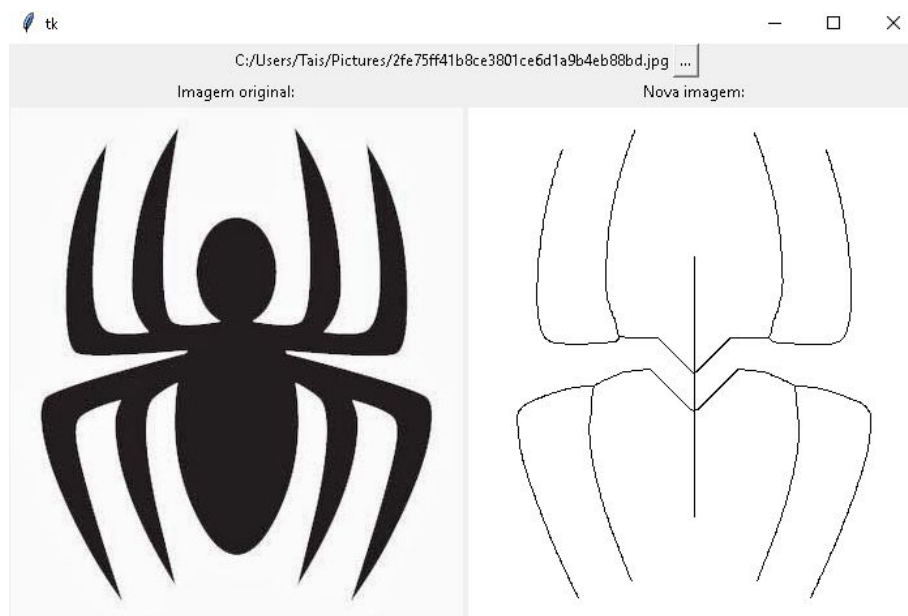 tk
C:/Users/Tais/Pictures/2fe75ff41b8ce3801ce6d1a9b4eb88bd.jpg ...
Imagem original: Nova imagem: